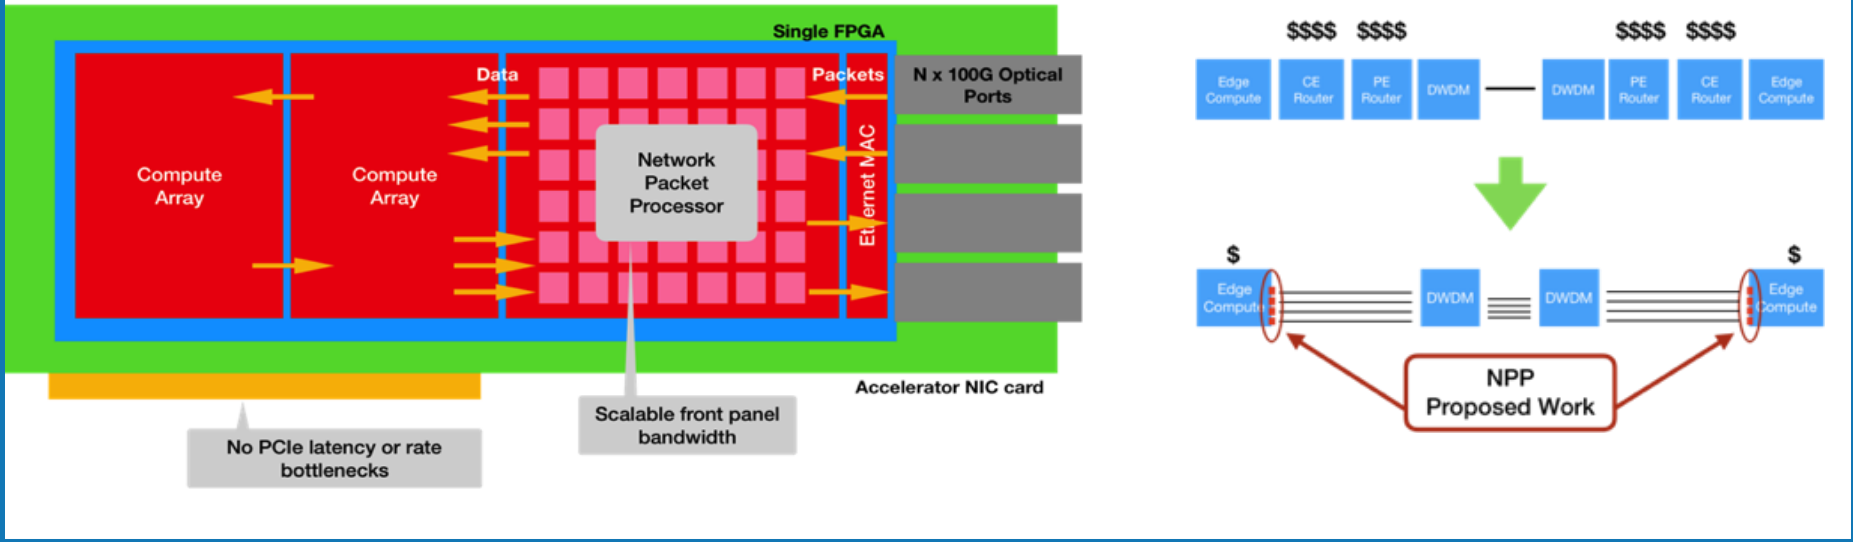 Single FPGA
Data
Packets
N x 100G Optical
Ports
Compute
Array
Compute
Array
Network
Packet
Processor
Ethernet MAC
Accelerator NIC card
Scalable front panel
bandwidth
No PCIe latency or rate
bottlenecks
$$$$ $$$$ $$$$ $$$$
Edge
Compute
CE
Router
PE
Router
DWDM
DWDM
PE
Router
CE
Router
Edge
Compute
$ $
Edge
Compute
DWDM
DWDM
Edge
Compute
NPP
Proposed Work